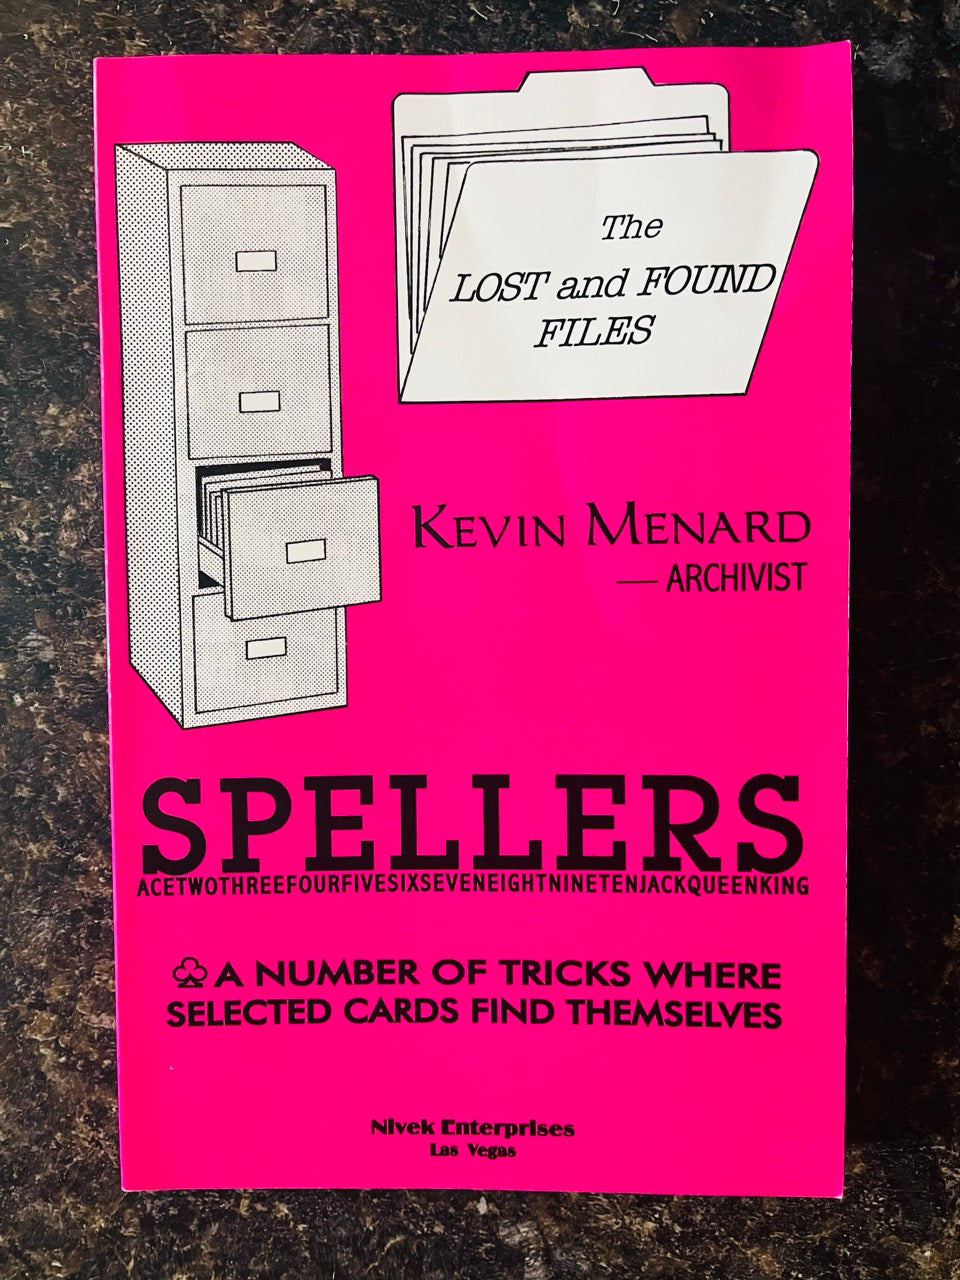 The
LOST and FOUND
FILES
KEVIN MENARD
— ARCHIVIST
SPELLERS
ACETWOTHREEFOURFIVESIXSEVENEIGHTNINETENJACKQUEENKING
♧ A NUMBER OF TRICKS WHERE
SELECTED CARDS FIND THEMSELVES
Nivek Enterprises
Las Vegas